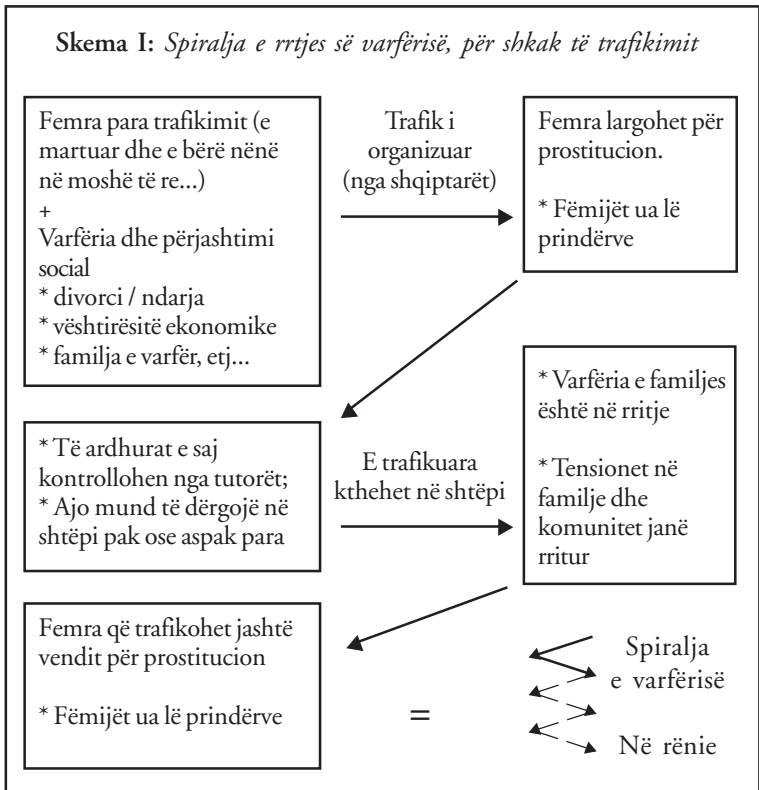 Skema I: Spiralja e rrtjes së varfërisë, për shkak të trafikimit
Femra para trafikimit (e
martuar dhe e bërë nënë
në moshë të re...)
+
Varfëria dhe përjashtimi
social
* divorci / ndarja
* vështirësitë ekonomike
* familja e varfër, etj...
Trafik i
organizuar
(nga shqiptarët)
Femra largohet për
prostitucion.
* Fëmijët ua lë
prindërve
* Të ardhurat e saj
kontrollohen nga tutorët;
* Ajo mund të dërgojë në
shtëpi pak ose aspak para
E trafikuara
kthehet në shtëpi
* Varfëria e familjes
është në rritje
* Tensionet në
familje dhe
komunitet janë
rritur
Femra që trafikohet jashtë
vendit për prostitucion
* Fëmijët ua lë prindërve
=
Spiralja
e varfërisë
Në rënie